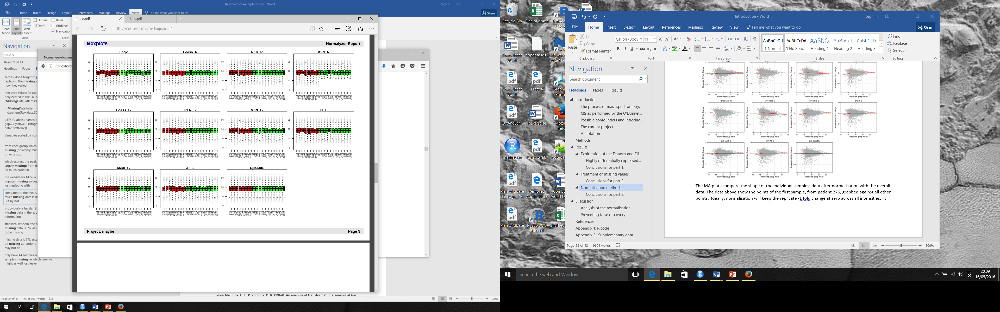 Treatment of multiple zeroes - Word
Sign in
File Home Insert Design Layout References Mailings Review View Tell me what you want to do
Share
Read Mode
Print Layout
Web Layout
Outline
Draft
Views
Ruler
Gridlines
Navigation
Show
Navigation
missing
Result 9 of 13
Headings Pages
zeroes, don't forget to
replacing the missing
how they varied.
non-zero values for
only existed in the QC
"MissingDataPatterns").
> MissingDataPattern<
md.pattern(Raw.data.SC
=TRUE, labels=names(d
gap=3, ylab=c("Histogra
data","Pattern"))
Variables sorted by
from each group which
missing (or largely
other group.
which express the peak
largely missing) from
So much easier in
the website for Mice, a
imputes missing values
just replacing with
compared to the mean.
much missing data is
But by not
is obviously a hassle.
missing data in there,
information
statistical wisdom, the
missing data is 5%,
to be missing
missing data is 5%,
be missing at random.
may not be
only have 44 samples
samples missing, in which case we
might as well just leave
Page 24 of 41 145 of 8637 words
100%
your life. Box, G. E. P. and Cox, D. R. (1964). An analysis of transformations. Journal of the
Normalyzer-docume
nar.oxfordj
S8.pdf
S9.pdf
file:///C:/Users/scien/Desktop/S8.pdf
Boxplots
Normalyzer Report
Log2
Loess-R
RLR-R
VSN-R
30
20
10
0
Loess-G
RLR-G
VSN-G
TI-G
30
20
10
0
MedI-G
AI-G
Quantile
30
20
10
0
Project: maybe
Page 9
Recycle Bin
Plan of dbase
R x64 3.3
CoverSheet SCuff
popdata.ass...
Malware
Anti-Ma
CoverSheet SCuff
Pract 4
GraphP
Prism
GutAndSch...
R.exerscise
Mozil
Firefo
manhattan
R_short-ref...
Notepa
Plan of dbase Lineage_DB
Removed Applications
Compu
Aided D
Plan of dbase
R i386 3.3.0 Patched
Shuffled
Introduction - Word
Sign in
File Home Insert Design Layout References Mailings Review View Tell me what you want to do
Share
Paste
Cut
Copy
Format Painter
Clipboard
Calibri (Body) 11
Font
Paragraph
AaBbCcDd
¶ Normal
AaBbCcDd
¶ No Spac...
AaBbCc
Heading 1
AaBbCcE
Heading 2
AaBbCcD
Heading 3
Styles
Find
Replace
Select
Editing
Navigation
Search document
Headings Pages Results
Introduction
The process of mass spectrometry.
MS as performed by the O'Donnel...
Possible confounders and introduc...
The current project
Annotation
Methods
Results
Exploration of the Dataset and Eli...
Highly differentially expressed...
Conclusions for part 1.
Treatment of missing values
Conclusions for part 2.
Normalisation methods
Conclusions for part 3.
Discussion
Analysis of the normalisation
Preventing false discovery
References
Appendix 1: R code
Appendix 2. Supplementary data
Replicate-1 Fold Change
Replicate group mean
276 Loess-G
276 RLR-G
276 VSN-G
276 TI-G
276 MedI-G
276 AI-G
276 Quantile
The MA plots compare the shape of the individual samples' data after normalisation with the overall
data. The data above show the points of the first sample, from patient 276, graphed against all other
points. Ideally, normalisation will keep the replicate -1 fold change at zero across all intensities. It
Page 23 of 43 9601 words
100%
Search the web and Windows
20:09
16/05/2016